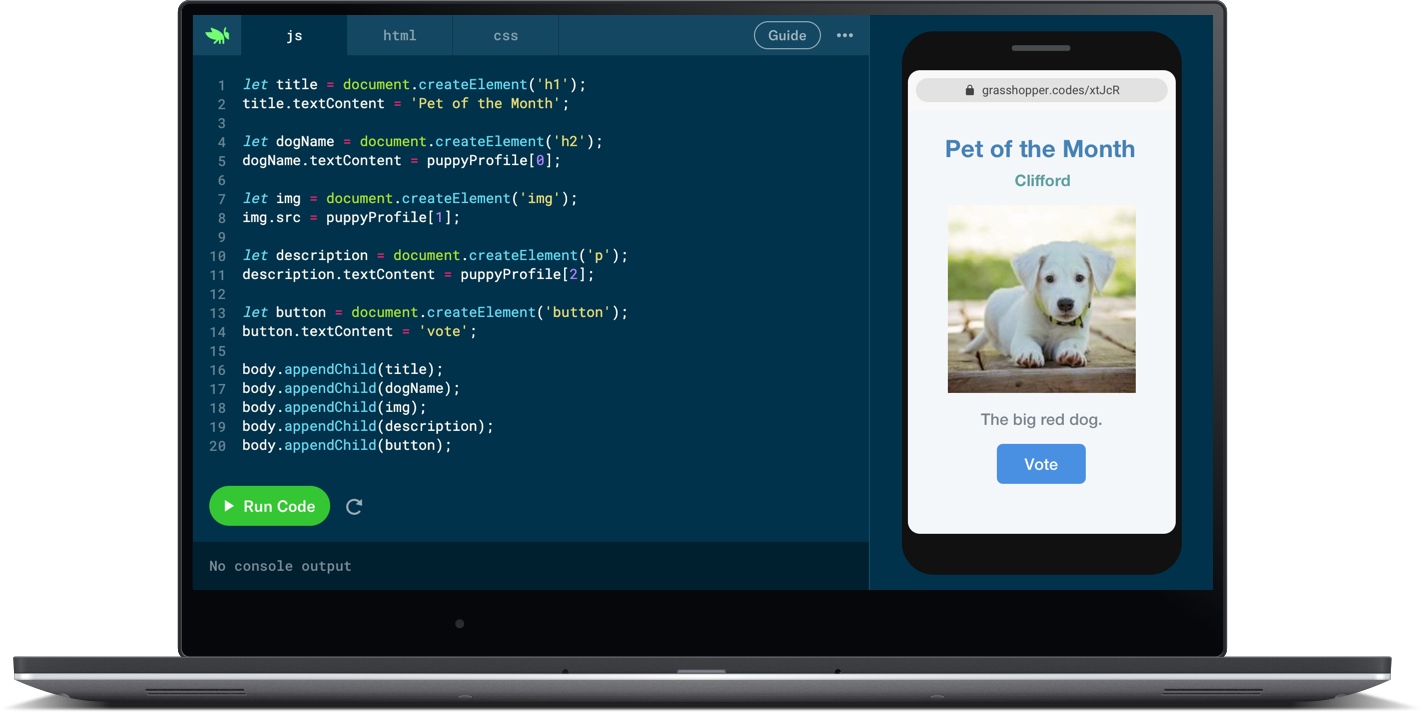 js html css Guide •••
1 let title = document.createElement('h1');
2 title.textContent = 'Pet of the Month';
3
4 let dogName = document.createElement('h2');
5 dogName.textContent = puppyProfile[0];
6
7 let img = document.createElement('img');
8 img.src = puppyProfile[1];
9
10 let description = document.createElement('p');
11 description.textContent = puppyProfile[2];
12
13 let button = document.createElement('button');
14 button.textContent = 'vote';
15
16 body.appendChild(title);
17 body.appendChild(dogName);
18 body.appendChild(img);
19 body.appendChild(description);
20 body.appendChild(button);
Run Code
No console output
grasshopper.codes/xtJcR
Pet of the Month
Clifford
The big red dog.
Vote